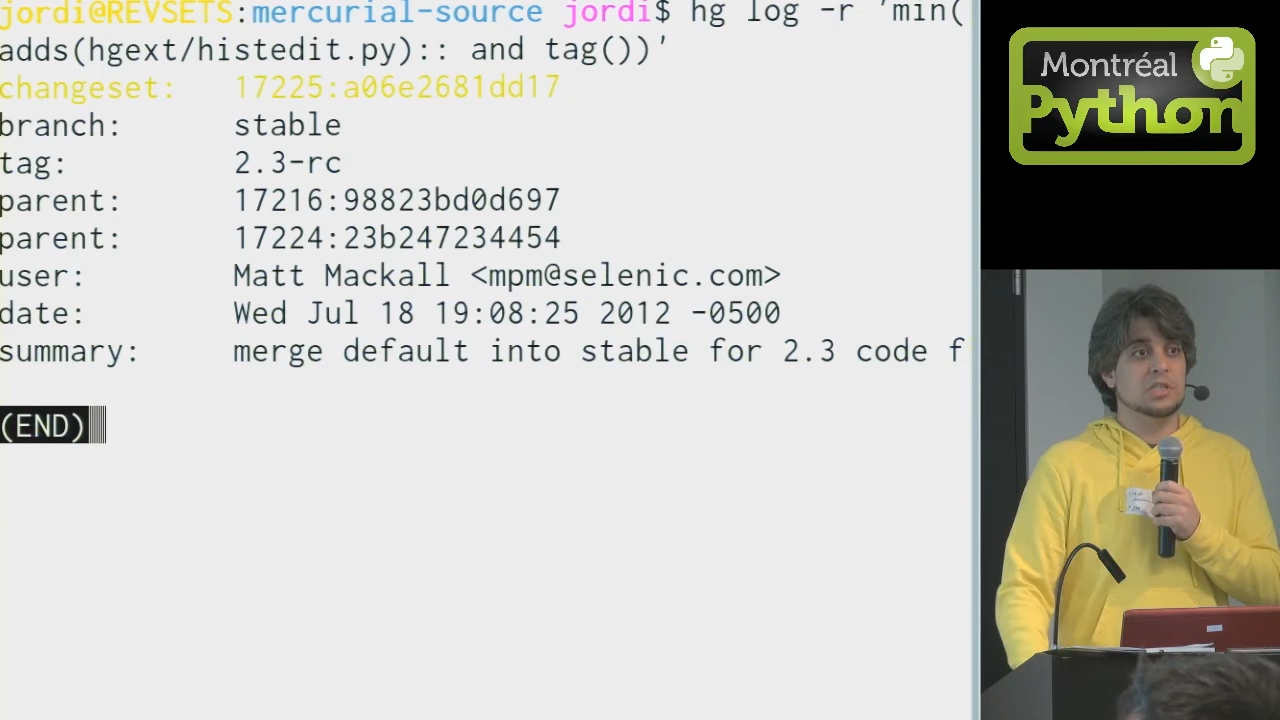 jordi@REVSETS:mercurial-source jordi$ hg log -r 'min(
adds(hgext/histedit.py):: and tag())'
changeset: 17225:a06e2681dd17
branch: stable
tag: 2.3-rc
parent: 17216:98823bd0d697
parent: 17224:23b247234454
user: Matt Mackall <mpm@selenic.com>
date: Wed Jul 18 19:08:25 2012 -0500
summary: merge default into stable for 2.3 code f
(END)
Montréal
Python